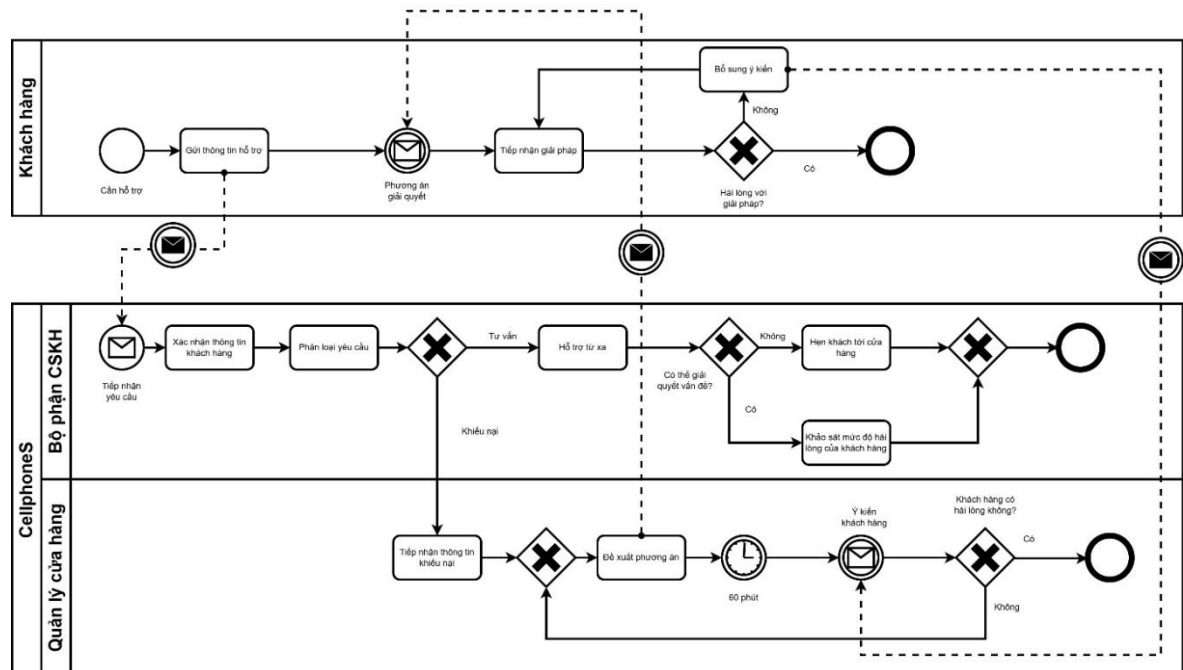 Khách hàng
Cần hỗ trợ
Gửi thông tin hỗ trợ
Phương án
giải quyết
Tiếp nhận giải pháp
Bổ sung ý kiến
Không
Hài lòng với
giải pháp?
Có
CellphoneS
Bộ phận CSKH
Tiếp nhận
yêu cầu
Xác nhận thông tin
khách hàng
Phân loại yêu cầu
Tư vấn
Khiếu nại
Hỗ trợ từ xa
Có thể giải
quyết vấn đề?
Không
Có
Hẹn khách tới cửa
hàng
Khảo sát mức độ hài
lòng của khách hàng
Quản lý cửa hàng
Tiếp nhận thông tin
khiếu nại
Đề xuất phương án
60 phút
Ý kiến
khách hàng
Khách hàng có
hài lòng không?
Có
Không